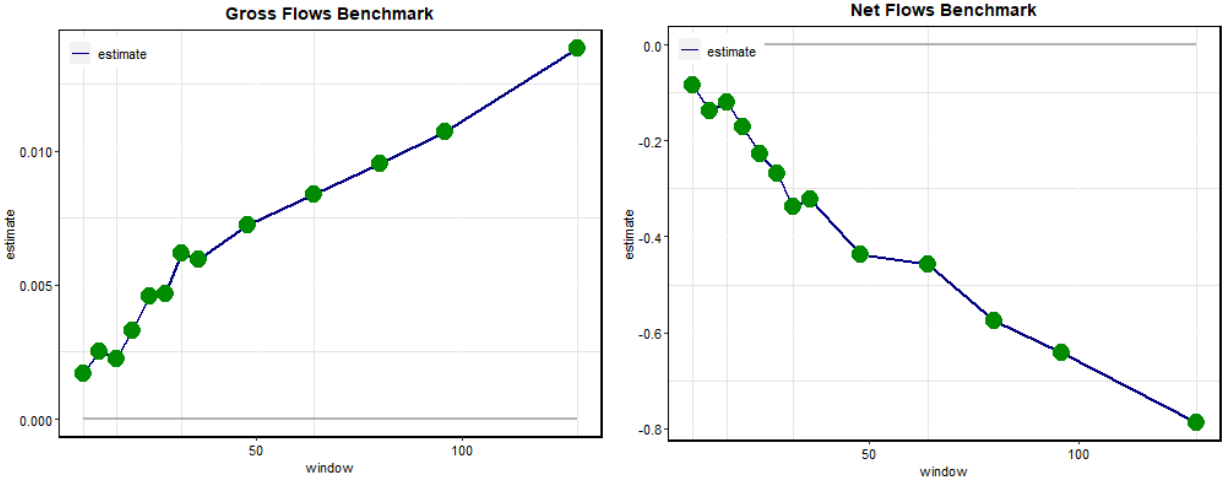 Gross Flows Benchmark
estimate
0.010
0.005
0.000
estimate
50
100
window
Net Flows Benchmark
estimate
0.0
-0.2
-0.4
-0.6
-0.8
estimate
50
100
window